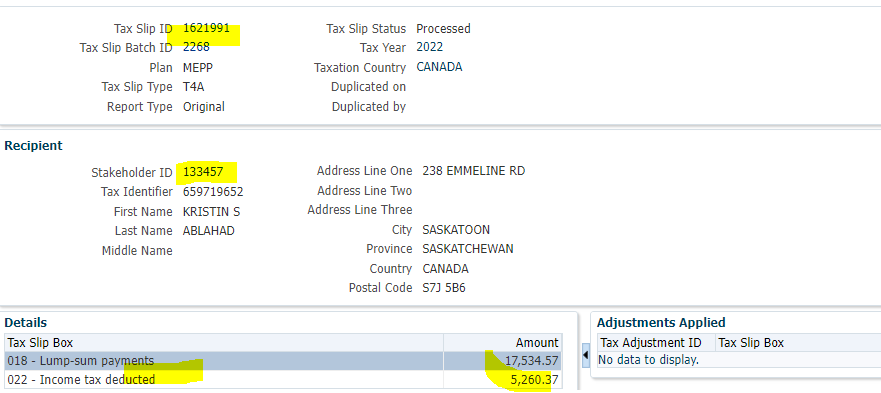 Tax Slip ID 1621991 Tax Slip Status Processed
Tax Slip Batch ID 2268 Tax Year 2022
Plan MEPP Taxation Country CANADA
Tax Slip Type T4A Duplicated on
Report Type Original Duplicated by
Recipient
Stakeholder ID 133457 Address Line One 238 EMMELINE RD
Tax Identifier 659719652 Address Line Two
First Name KRISTIN S Address Line Three
Last Name ABLAHAD City SASKATOON
Middle Name Province SASKATCHEWAN
Country CANADA
Postal Code S7J 5B6
Details Adjustments Applied
Tax Slip Box Amount Tax Adjustment ID Tax Slip Box
018 - Lump-sum payments 17,534.57 No data to display.
022 - Income tax deducted 5,260.37